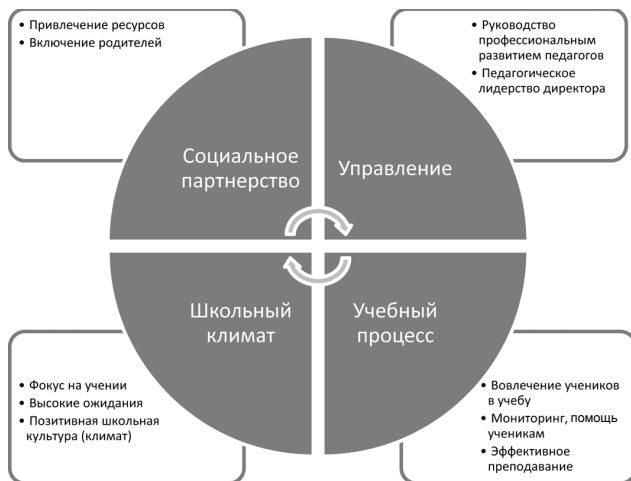 • Привлечение ресурсов
• Включение родителей
• Руководство
профессиональным
развитием педагогов
• Педагогическое
лидерство директора
Социальное
партнерство
Управление
Школьный
климат
Учебный
процесс
• Фокус на учении
• Высокие ожидания
• Позитивная школьная
культура (климат)
• Вовлечение учеников
в учебу
• Мониторинг, помощь
ученикам
• Эффективное
преподавание